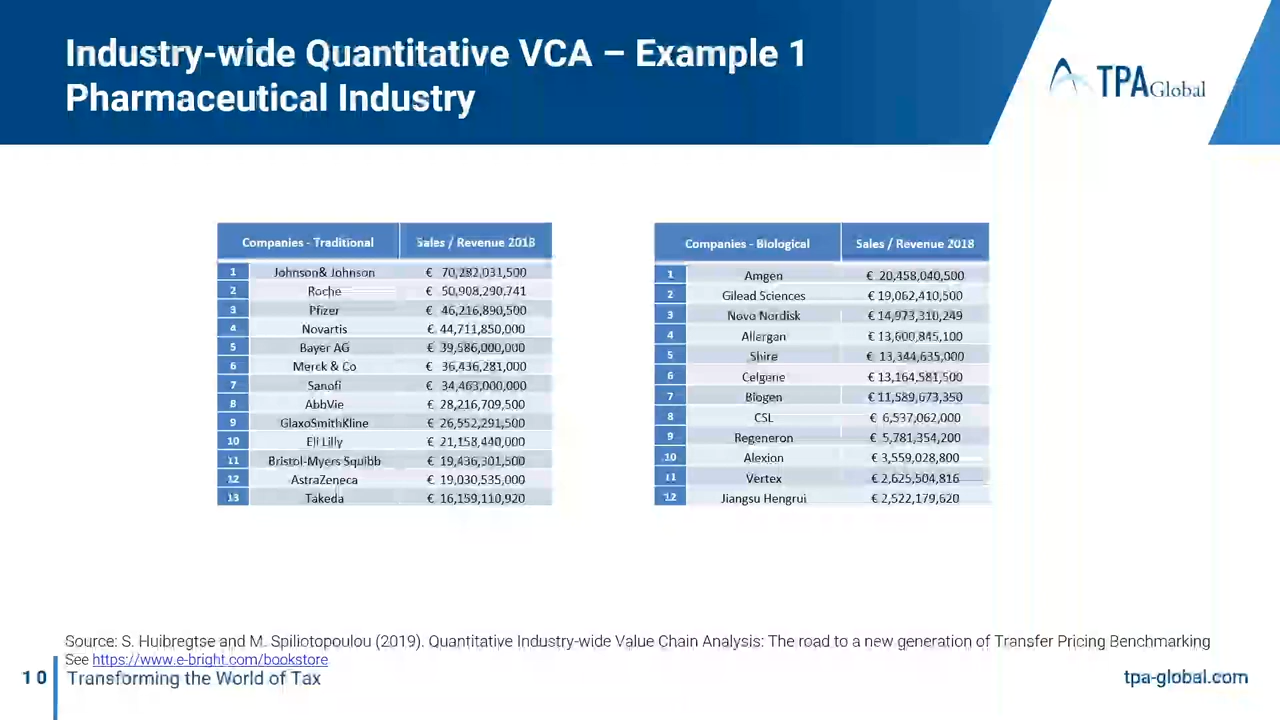 Industry-wide Quantitative VCA – Example 1
Pharmaceutical Industry
TPA Global
Companies - Traditional Sales / Revenue 2018
1 Johnson& Johnson € 70,282,031,500
2 Roche € 50,908,290,741
3 Pfizer € 46,216,890,500
4 Novartis € 44,711,850,000
5 Bayer AG € 39,586,000,000
6 Merck & Co € 36,436,281,000
7 Sanofi € 34,463,000,000
8 AbbVie € 28,216,709,500
9 GlaxoSmithKline € 26,552,291,500
10 Eli Lilly € 21,158,440,000
11 Bristol-Myers Squibb € 19,436,301,500
12 AstraZeneca € 19,030,535,000
13 Takeda € 16,159,110,920
Companies - Biological Sales / Revenue 2018
1 Amgen € 20,458,040,500
2 Gilead Sciences € 19,062,410,500
3 Novo Nordisk € 14,973,310,249
4 Allergan € 13,600,845,100
5 Shire € 13,344,635,000
6 Celgene € 13,164,581,500
7 Biogen € 11,589,673,350
8 CSL € 6,537,062,000
9 Regeneron € 5,781,354,200
10 Alexion € 3,559,028,800
11 Vertex € 2,625,504,816
12 Jiangsu Hengrui € 2,522,179,620
Source: S. Huibregtse and M. Spiliotopoulou (2019). Quantitative Industry-wide Value Chain Analysis: The road to a new generation of Transfer Pricing Benchmarking
See https://www.e-bright.com/bookstore
10 Transforming the World of Tax
tpa-global.com